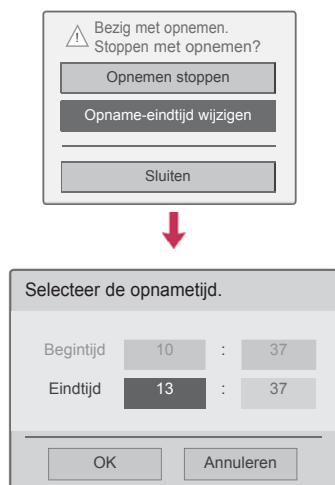 Bezig met opnemen.
Stoppen met opnemen?
Opnemen stoppen
Opname-eindtijd wijzigen
Sluiten
Selecteer de opnametijd.
Begintijd 10 : 37
Eindtijd 13 : 37
OK Annuleren